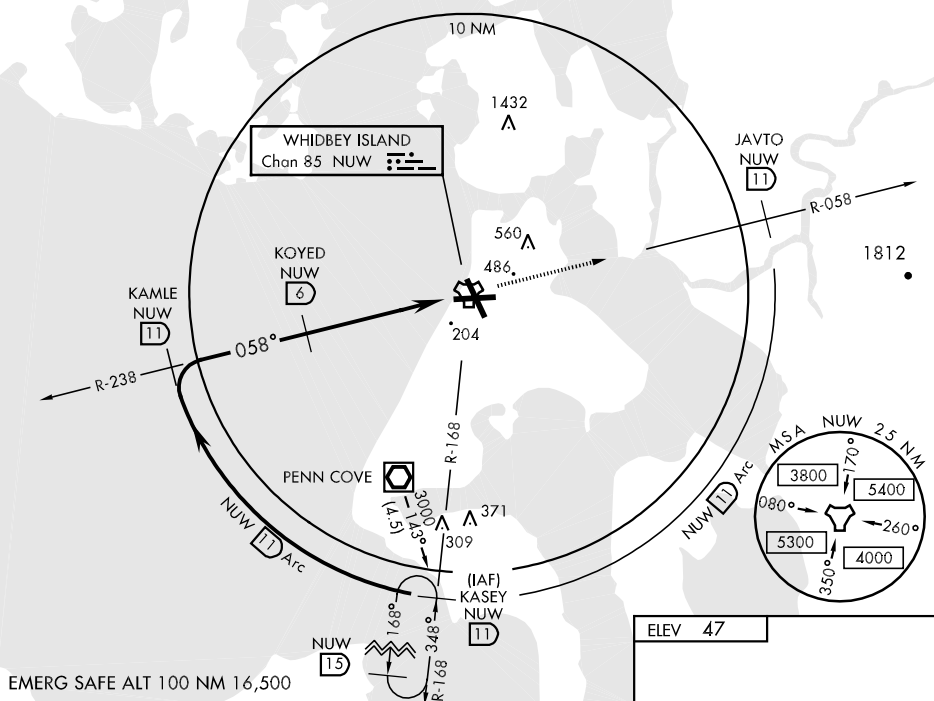 10 NM
1432
WHIDBEY ISLAND
Chan 85 NUW
JAVTO
NUW
11
R-058
1812
560
486
KOYED
NUW
6
KAMLE
NUW
11
058°
204
R-238
R-168
PENN COVE
3000
143°
(4.5)
371
309
NUW 11 Arc
NUW 11 Arc
(IAF)
KASEY
NUW
11
168°
348°
NUW
15
R-168
MSA NUW 25 NM
170°
3800
5400
080°
260°
5300
4000
350°
ELEV 47
EMERG SAFE ALT 100 NM 16,500